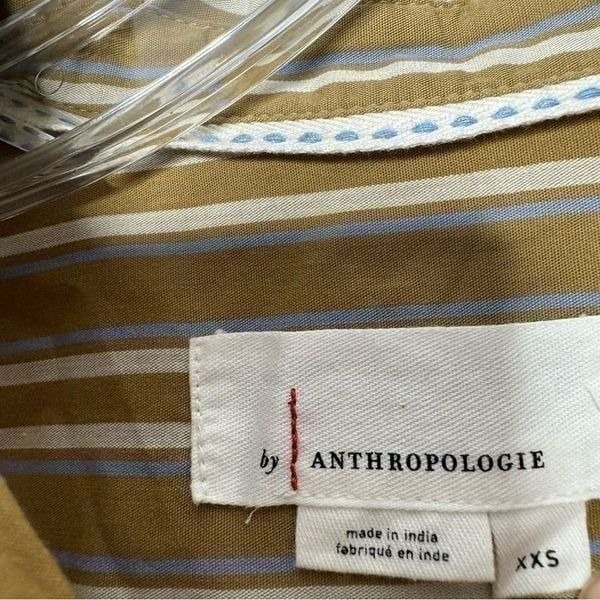 by ANTHROPOLOGIE
made in india
fabriqué en inde
xxS